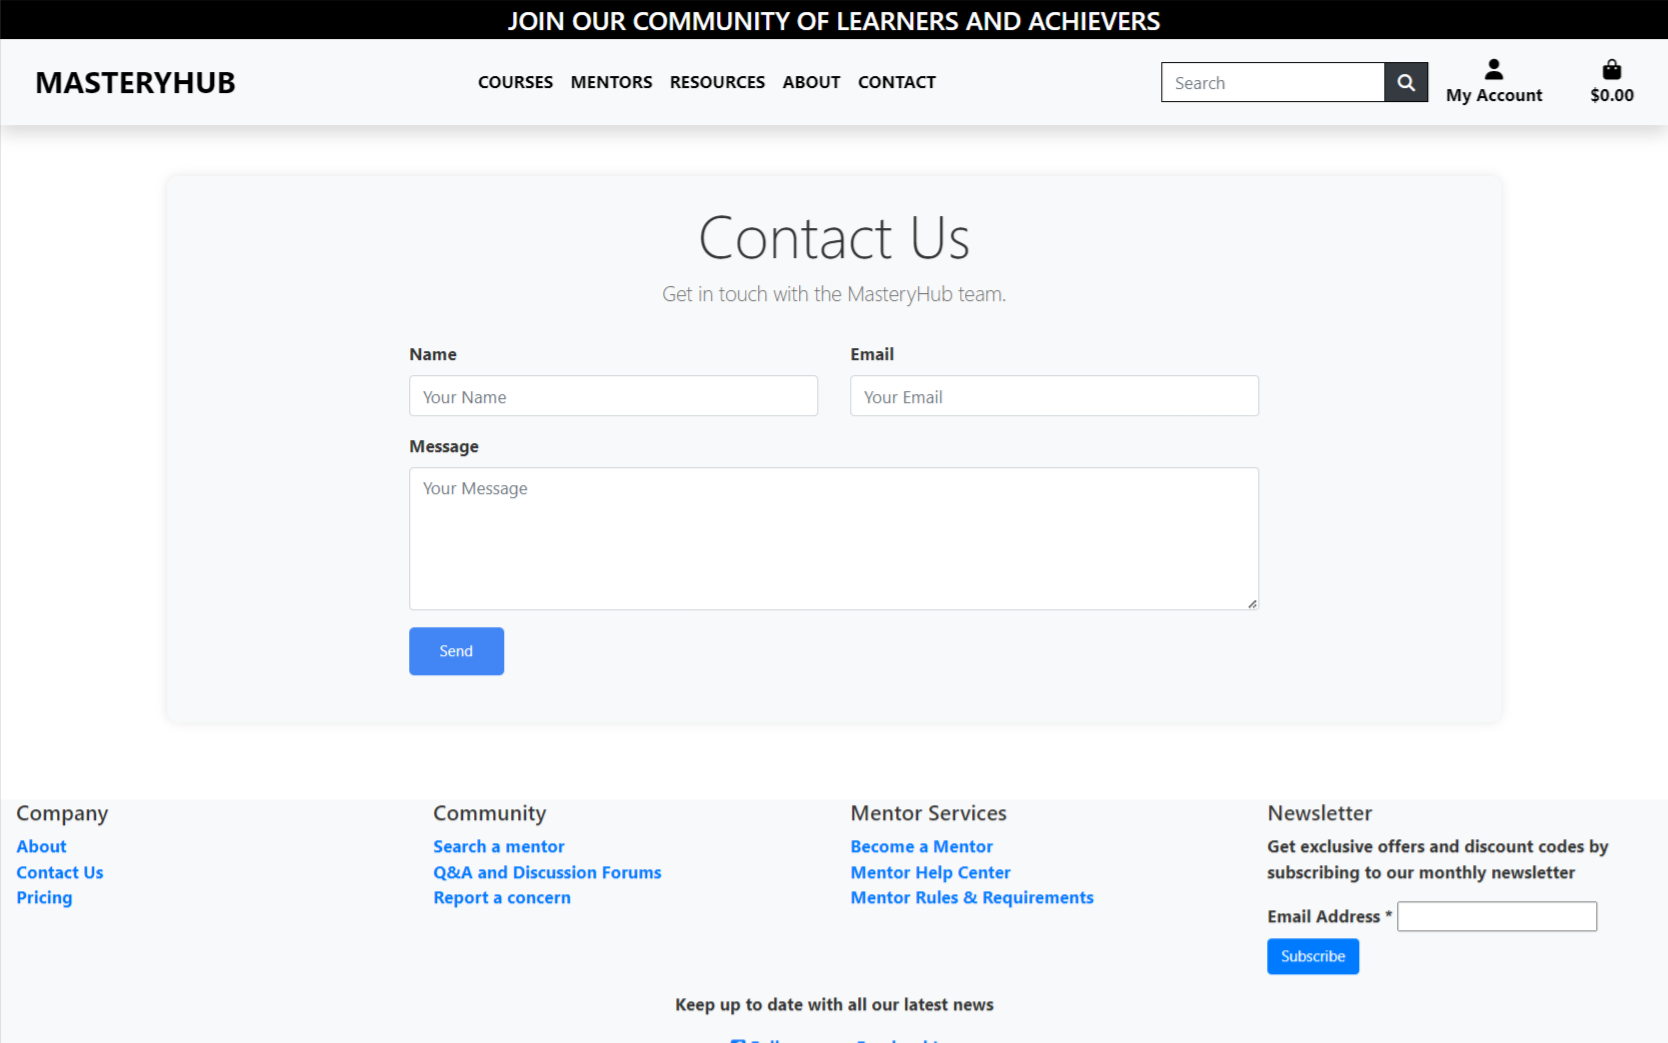 JOIN OUR COMMUNITY OF LEARNERS AND ACHIEVERS
MASTERYHUB
COURSES MENTORS RESOURCES ABOUT CONTACT
Search
My Account
$0.00
Contact Us
Get in touch with the MasteryHub team.
Name
Your Name
Email
Your Email
Message
Your Message
Send
Company
About
Contact Us
Pricing
Community
Search a mentor
Q&A and Discussion Forums
Report a concern
Mentor Services
Become a Mentor
Mentor Help Center
Mentor Rules & Requirements
Newsletter
Get exclusive offers and discount codes by
subscribing to our monthly newsletter
Email Address *
Subscribe
Keep up to date with all our latest news